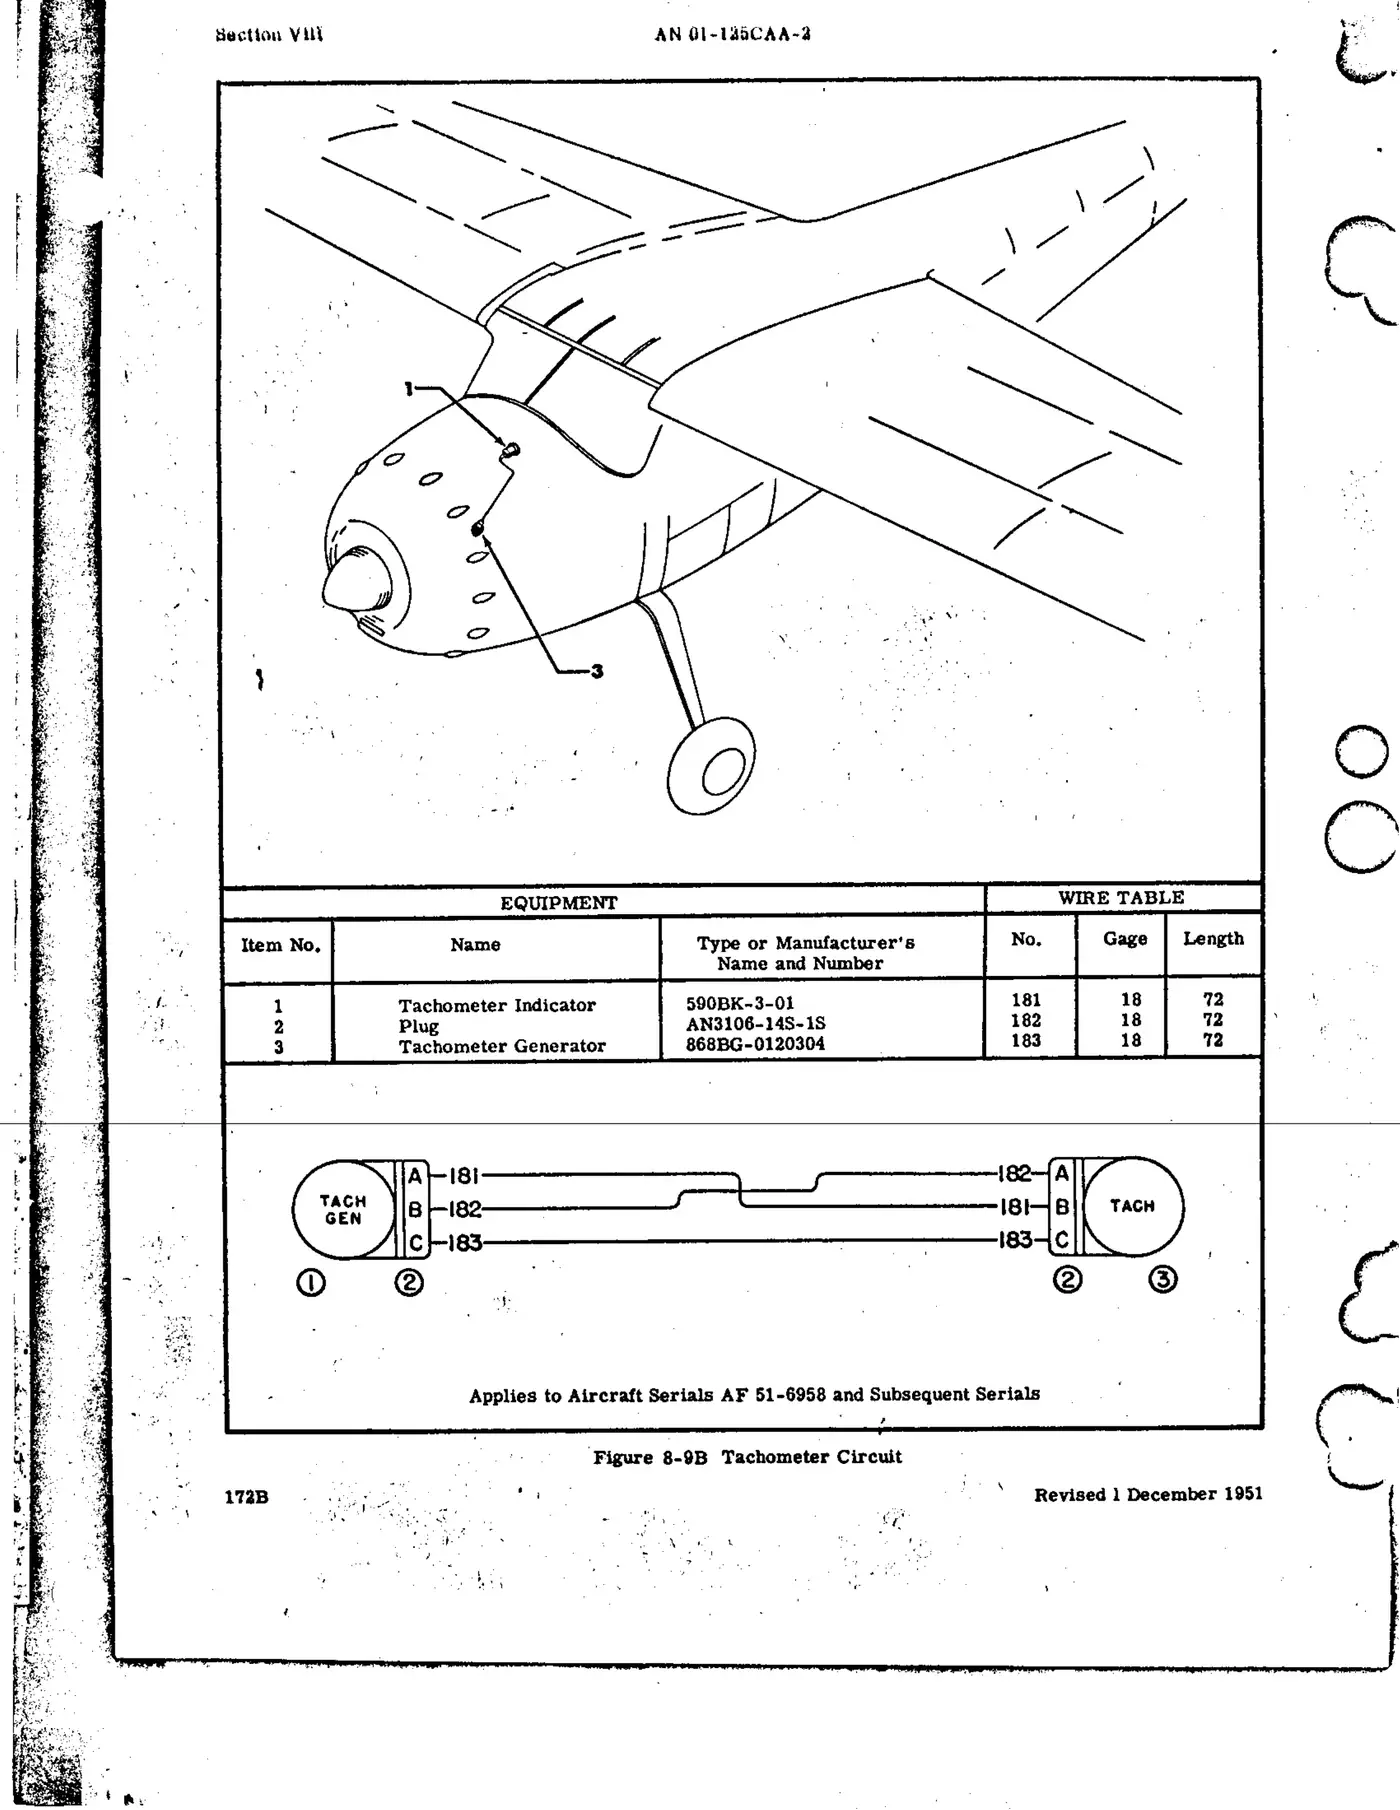 Section VIII
AN 01-135CAA-2
1
3
EQUIPMENT
WIRE TABLE
Item No.
Name
Type or Manufacturer's
Name and Number
No.
Gage
Length
1 Tachometer Indicator 590BK-3-01 181 18 72
2 Plug AN3106-14S-1S 182 18 72
3 Tachometer Generator 868BG-0120304 183 18 72
A 181 182 A
TACH GEN
B 182 181 B
TACH
C 183 183 C
1 2 2 3
Applies to Aircraft Serials AF 51-6958 and Subsequent Serials
Figure 8-9B Tachometer Circuit
172B
Revised 1 December 1951